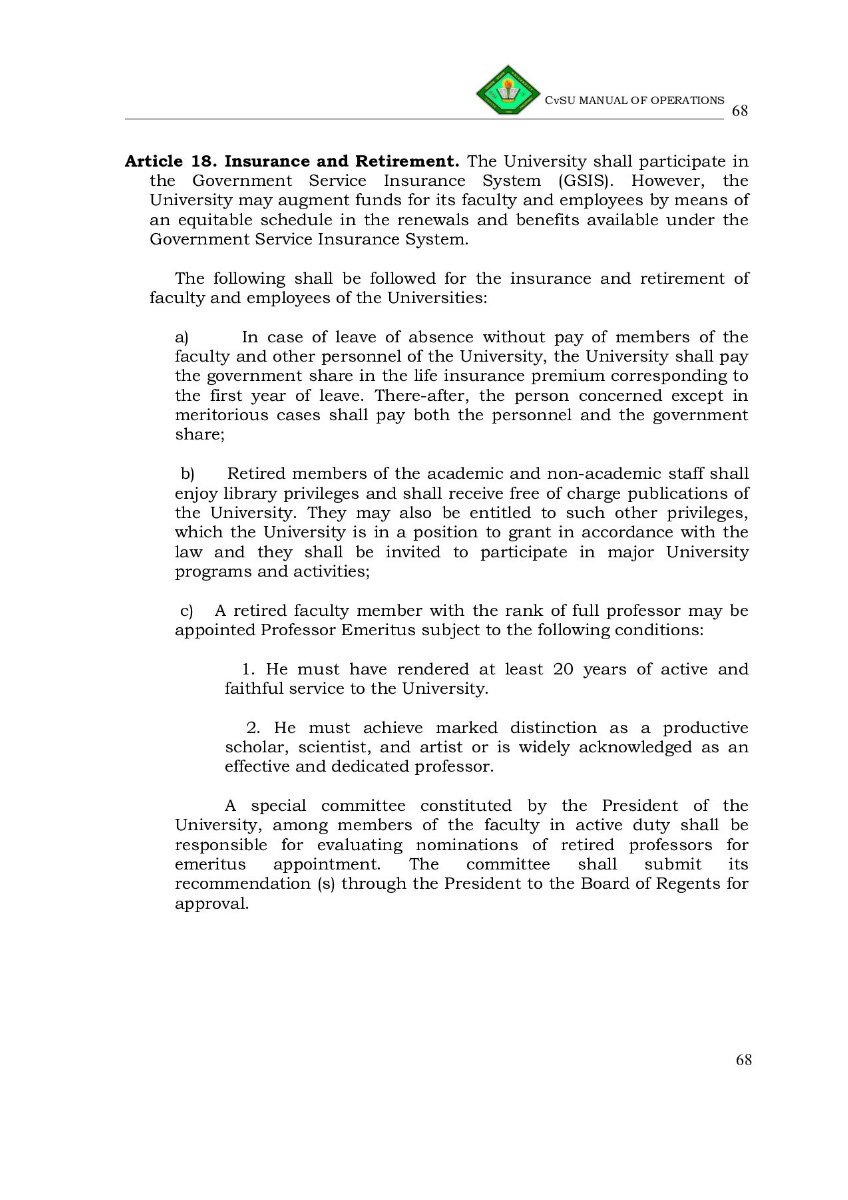 CvSU MANUAL OF OPERATIONS
68
Article 18. Insurance and Retirement. The University shall participate in
the Government Service Insurance System (GSIS). However, the
University may augment funds for its faculty and employees by means of
an equitable schedule in the renewals and benefits available under the
Government Service Insurance System.
The following shall be followed for the insurance and retirement of
faculty and employees of the Universities:
a) In case of leave of absence without pay of members of the
faculty and other personnel of the University, the University shall pay
the government share in the life insurance premium corresponding to
the first year of leave. There-after, the person concerned except in
meritorious cases shall pay both the personnel and the government
share;
b) Retired members of the academic and non-academic staff shall
enjoy library privileges and shall receive free of charge publications of
the University. They may also be entitled to such other privileges,
which the University is in a position to grant in accordance with the
law and they shall be invited to participate in major University
programs and activities;
c) A retired faculty member with the rank of full professor may be
appointed Professor Emeritus subject to the following conditions:
1. He must have rendered at least 20 years of active and
faithful service to the University.
2. He must achieve marked distinction as a productive
scholar, scientist, and artist or is widely acknowledged as an
effective and dedicated professor.
A special committee constituted by the President of the
University, among members of the faculty in active duty shall be
responsible for evaluating nominations of retired professors for
emeritus appointment. The committee shall submit its
recommendation (s) through the President to the Board of Regents for
approval.
68